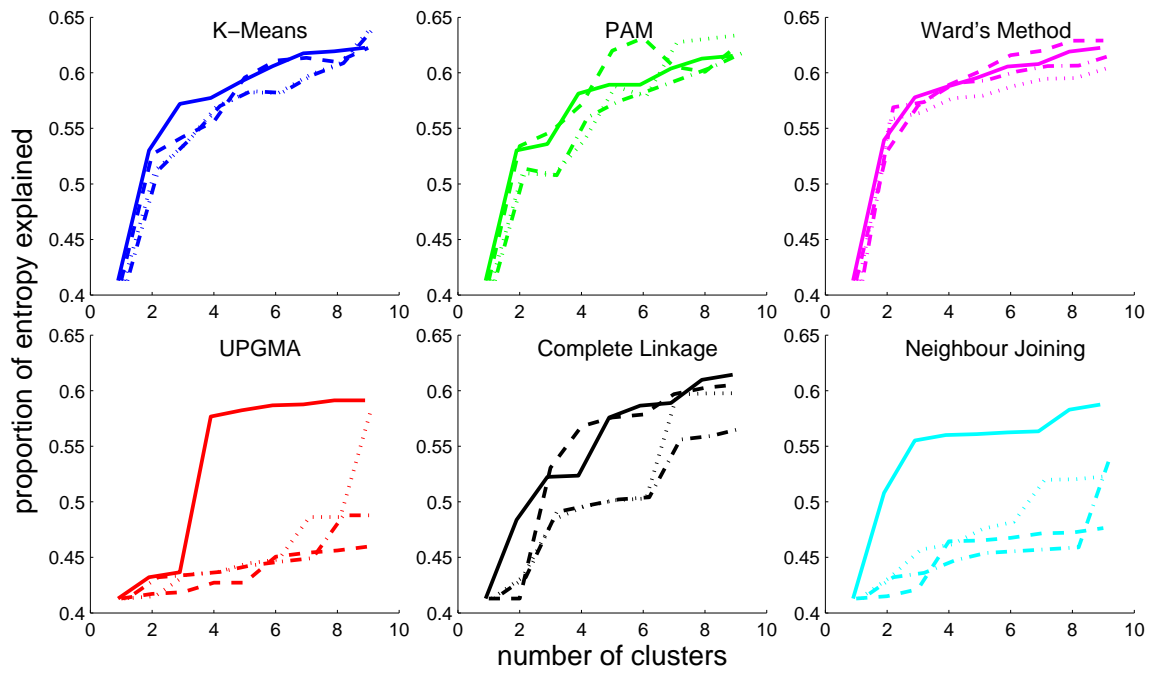 proportion of entropy explained
K−Means
0.65
0.6
0.55
0.5
0.45
0.4
0 2 4 6 8 10
PAM
0.65
0.6
0.55
0.5
0.45
0.4
0 2 4 6 8 10
Ward's Method
0.65
0.6
0.55
0.5
0.45
0.4
0 2 4 6 8 10
UPGMA
0.65
0.6
0.55
0.5
0.45
0.4
0 2 4 6 8 10
Complete Linkage
0.65
0.6
0.55
0.5
0.45
0.4
0 2 4 6 8 10
Neighbour Joining
0.65
0.6
0.55
0.5
0.45
0.4
0 2 4 6 8 10
number of clusters